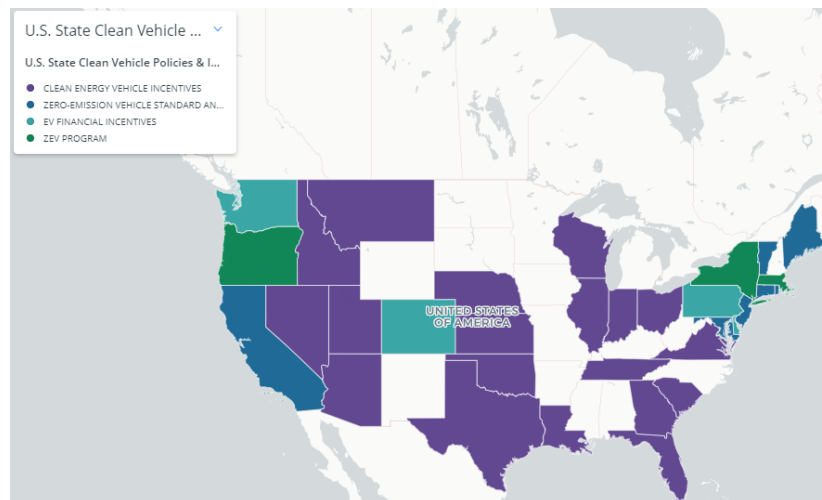 U.S. State Clean Vehicle ...
U.S. State Clean Vehicle Policies & I...
CLEAN ENERGY VEHICLE INCENTIVES
ZERO-EMISSION VEHICLE STANDARD AN...
EV FINANCIAL INCENTIVES
ZEV PROGRAM
UNITED STATES
OF AMERICA